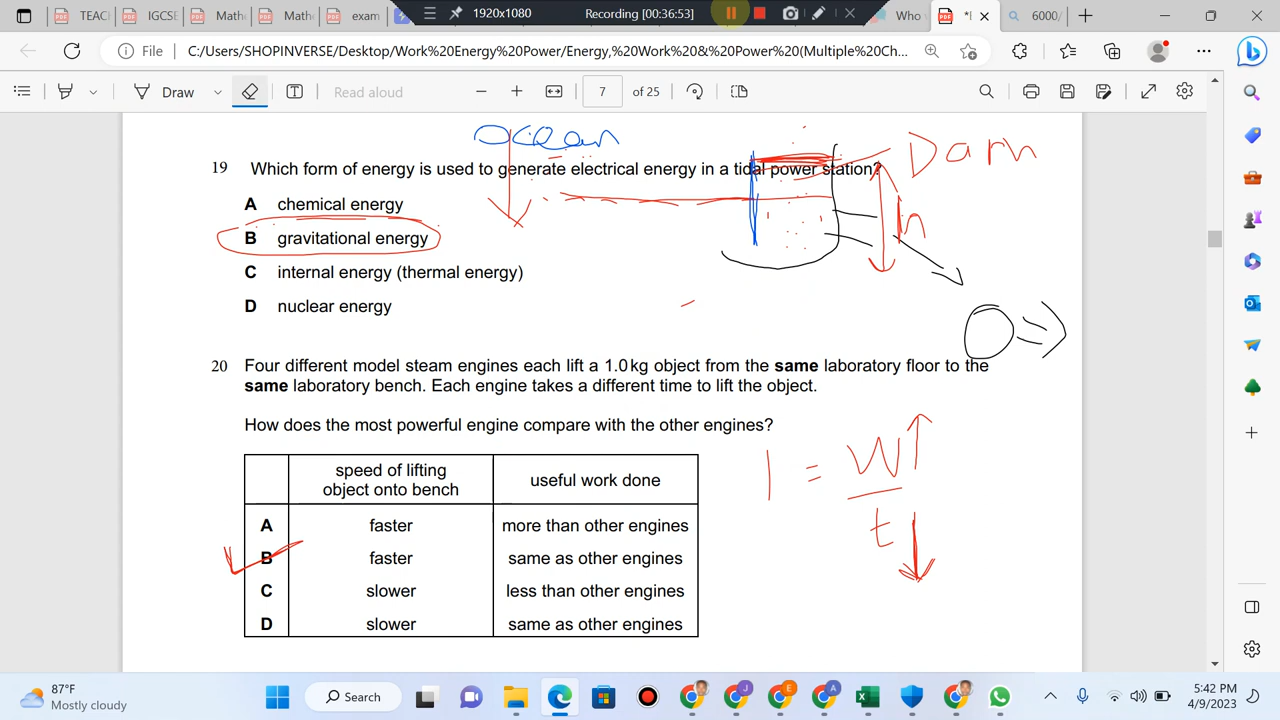 TEAC
IGCSE
Math
Math
exam
1920x1080
Recording [00:36:53]
Who
6000/
File
C:/Users/SHOPINVERSE/Desktop/Work%20Energy%20Power/Energy,%20Work%20&%20Power%20(Multiple%20Ch...
Draw
Read aloud
7
of 25
Ocean
19 Which form of energy is used to generate electrical energy in a tidal power station?
Dam
A chemical energy
B gravitational energy
h
C internal energy (thermal energy)
D nuclear energy
20 Four different model steam engines each lift a 1.0 kg object from the same laboratory floor to the
same laboratory bench. Each engine takes a different time to lift the object.
How does the most powerful engine compare with the other engines?
speed of lifting
object onto bench
useful work done
= W↑
t↓
A faster more than other engines
B faster same as other engines
C slower less than other engines
D slower same as other engines
87°F
Mostly cloudy
Search
5:42 PM
4/9/2023